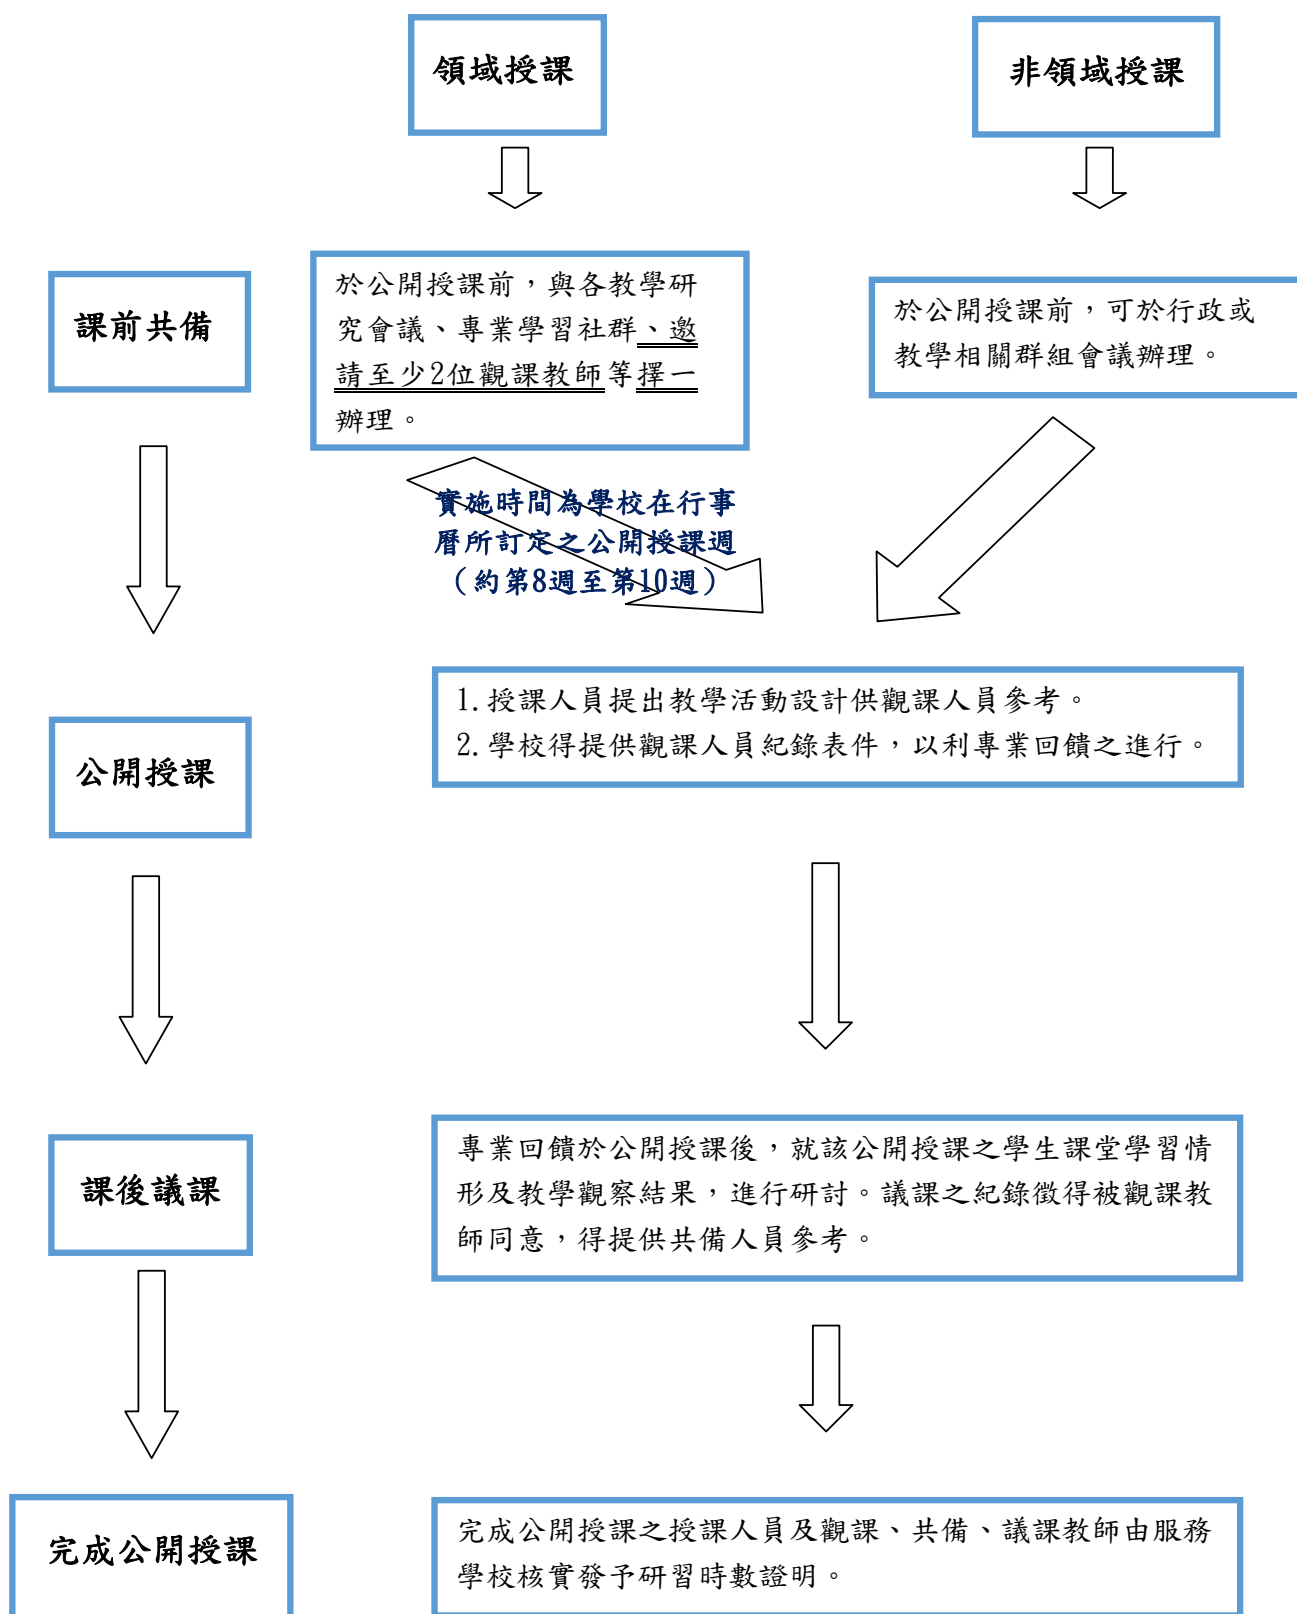 領域授課
非領域授課
課前共備
於公開授課前，與各教學研
究會議、專業學習社群、邀
請至少2位觀課教師等擇一
辦理。
於公開授課前，可於行政或
教學相關群組會議辦理。
實施時間為學校在行事
曆所訂定之公開授課週
（約第8週至第10週）
公開授課
1.授課人員提出教學活動設計供觀課人員參考。
2.學校得提供觀課人員紀錄表件，以利專業回饋之進行。
課後議課
專業回饋於公開授課後，就該公開授課之學生課堂學習情
形及教學觀察結果，進行研討。議課之紀錄徵得被觀課教
師同意，得提供共備人員參考。
完成公開授課
完成公開授課之授課人員及觀課、共備、議課教師由服務
學校核實發予研習時數證明。